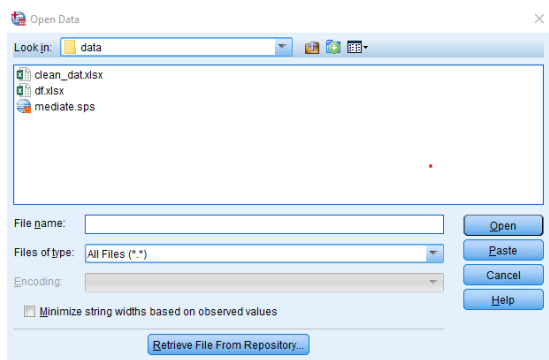 Open Data
Look in: data
clean_dat.xlsx
df.xlsx
mediate.sps
File name:
Open
Files of type: All Files (*.*)
Paste
Encoding:
Cancel
Minimize string widths based on observed values
Help
Retrieve File From Repository...